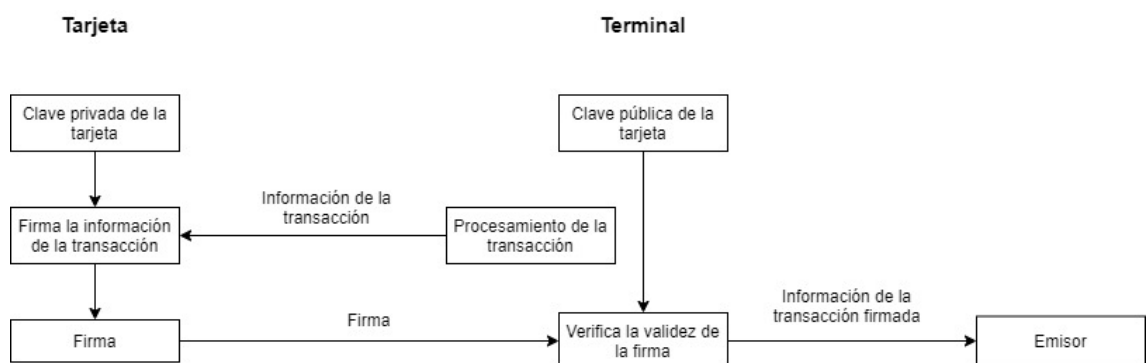 Tarjeta
Terminal
Clave privada de la
tarjeta
Clave pública de la
tarjeta
Información de la
transacción
Firma la información
de la transacción
Procesamiento de la
transacción
Información de la
transacción firmada
Firma
Firma
Verifica la validez de
la firma
Emisor